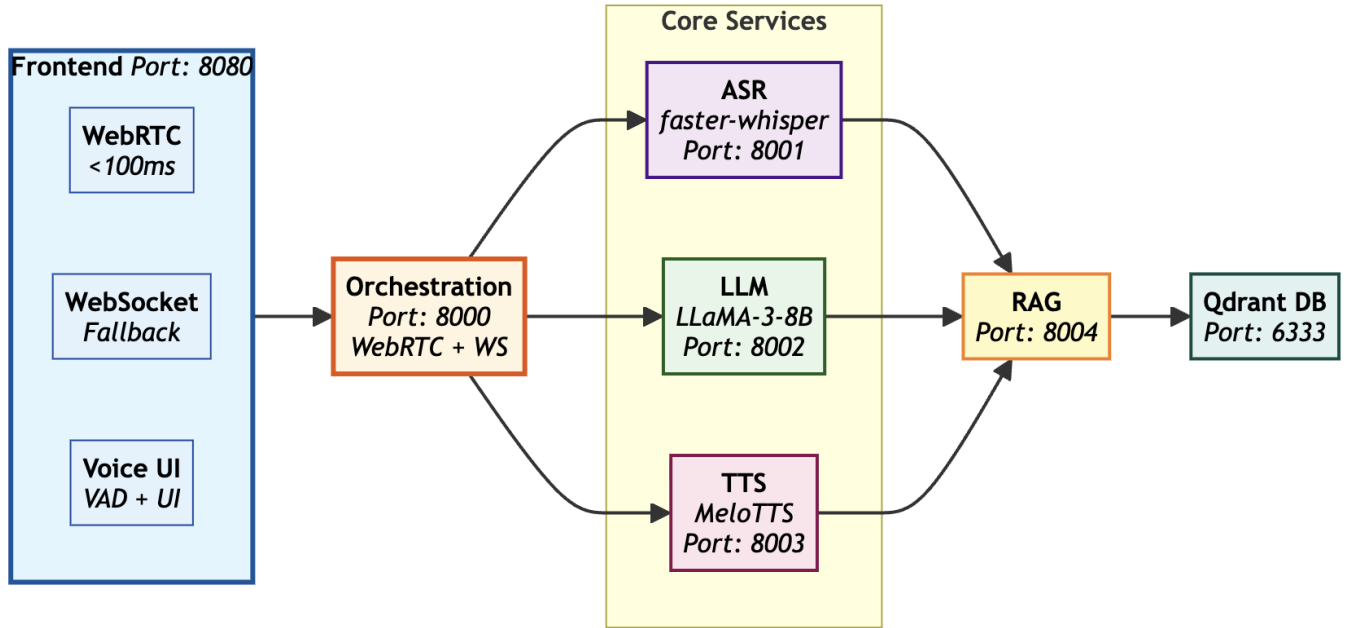 Frontend Port: 8080
WebRTC
<100ms
WebSocket
Fallback
Voice UI
VAD + UI
Orchestration
Port: 8000
WebRTC + WS
Core Services
ASR
faster-whisper
Port: 8001
LLM
LLaMA-3-8B
Port: 8002
TTS
MeloTTS
Port: 8003
RAG
Port: 8004
Qdrant DB
Port: 6333